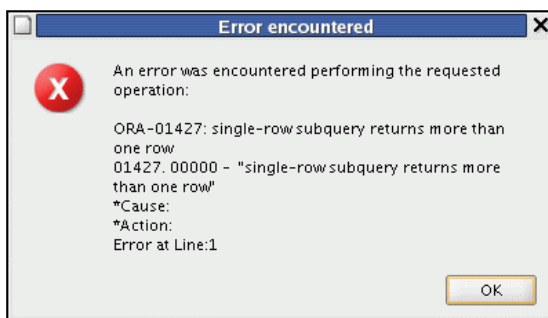 Error encountered
An error was encountered performing the requested
operation:
ORA-01427: single-row subquery returns more than
one row
01427. 00000 - "single-row subquery returns more
than one row"
*Cause:
*Action:
Error at Line:1
OK